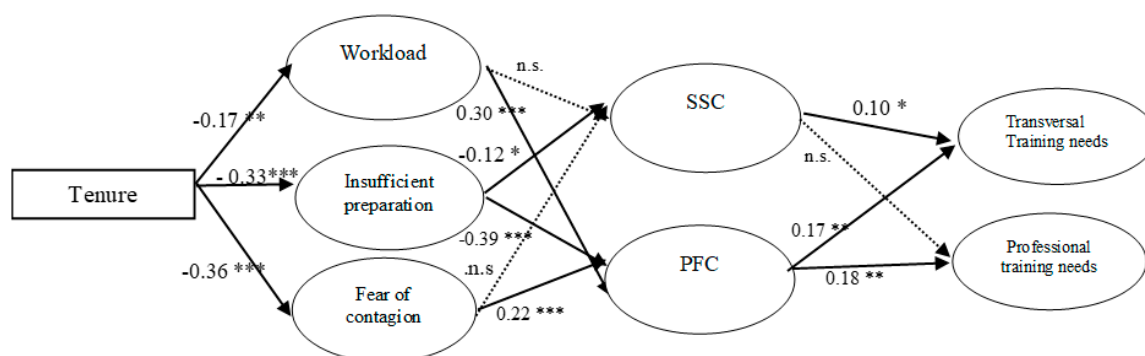 Workload
n.s.
SSC
0.10 *
-0.17 **
0.30 ***
Transversal
Training needs
n.s.
-0.12 *
- 0.33***
Insufficient
preparation
Tenure
0.17 **
-0.39 ***
Professional
training needs
PFC
-0.36 ***
.n.s
0.18 **
Fear of
contagion
0.22 ***